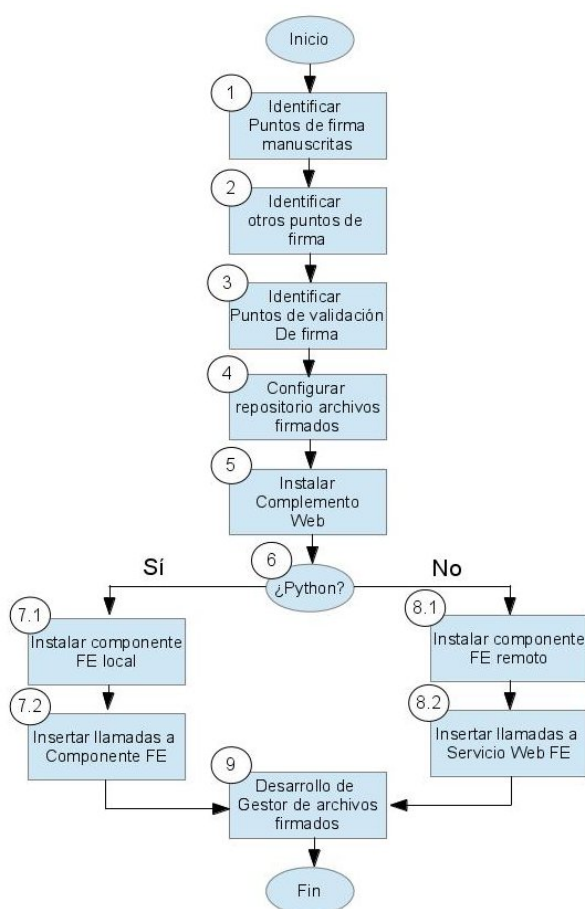 Inicio
1
Identificar
Puntos de firma
manuscritas
2
Identificar
otros puntos de
firma
3
Identificar
Puntos de validación
De firma
4
Configurar
repositorio archivos
firmados
5
Instalar
Complemento
Web
6
¿Python?
Sí
No
7.1
Instalar componente
FE local
7.2
Insertar llamadas a
Componente FE
8.1
Instalar componente
FE remoto
8.2
Insertar llamadas a
Servicio Web FE
9
Desarrollo de
Gestor de archivos
firmados
Fin